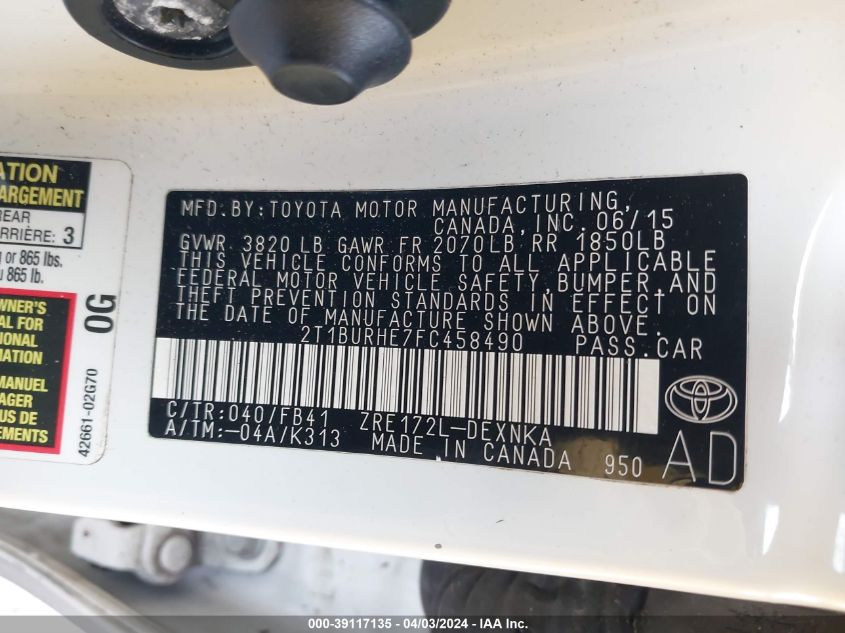 ATION
ARGEMENT
REAR
ARRIÈRE: 3
g or 865 lbs.
u 865 lb.
OWNER'S
AL FOR
TIONAL
RMATION
MANUEL
US DE
EMENTS
42661-02G70
0G
MFD. BY: TOYOTA MOTOR MANUFACTURING,
CANADA, INC. 06/15
GVWR 3820 LB GAWR FR 2070LB RR 1850LB
THIS VEHICLE CONFORMS TO ALL APPLICABLE
FEDERAL MOTOR VEHICLE SAFETY, BUMPER, AND
THEFT PREVENTION STANDARDS IN EFFECT ON
THE DATE OF MANUFACTURE SHOWN ABOVE.
2T1BURHE7FC458490 PASS. CAR
C/TR: 040/FB41 ZRE172L-DEXNKA
A/TM: -04A/K313 MADE IN CANADA 950 AD
000-39117135 - 04/03/2024 - IAA Inc.